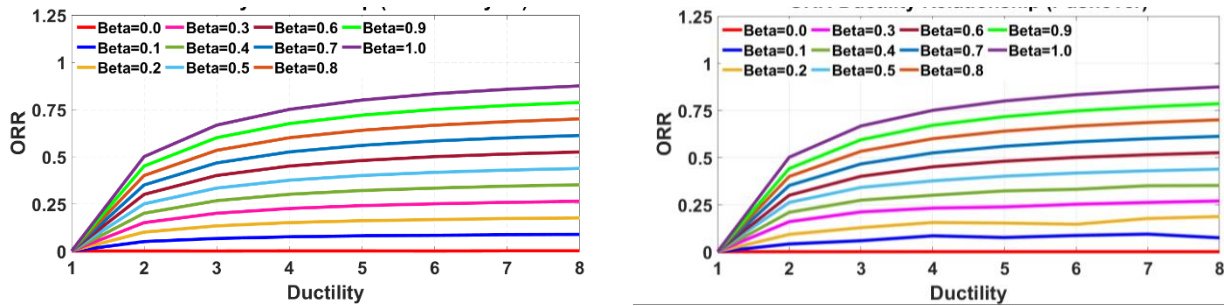 Beta=0.0 Beta=0.3 Beta=0.6 Beta=0.9
Beta=0.1 Beta=0.4 Beta=0.7 Beta=1.0
Beta=0.2 Beta=0.5 Beta=0.8
1.25
1
0.75
0.5
0.25
0
ORR
1 2 3 4 5 6 7 8
Ductility
Beta=0.0 Beta=0.3 Beta=0.6 Beta=0.9
Beta=0.1 Beta=0.4 Beta=0.7 Beta=1.0
Beta=0.2 Beta=0.5 Beta=0.8
1.25
1
0.75
0.5
0.25
0
ORR
1 2 3 4 5 6 7 8
Ductility